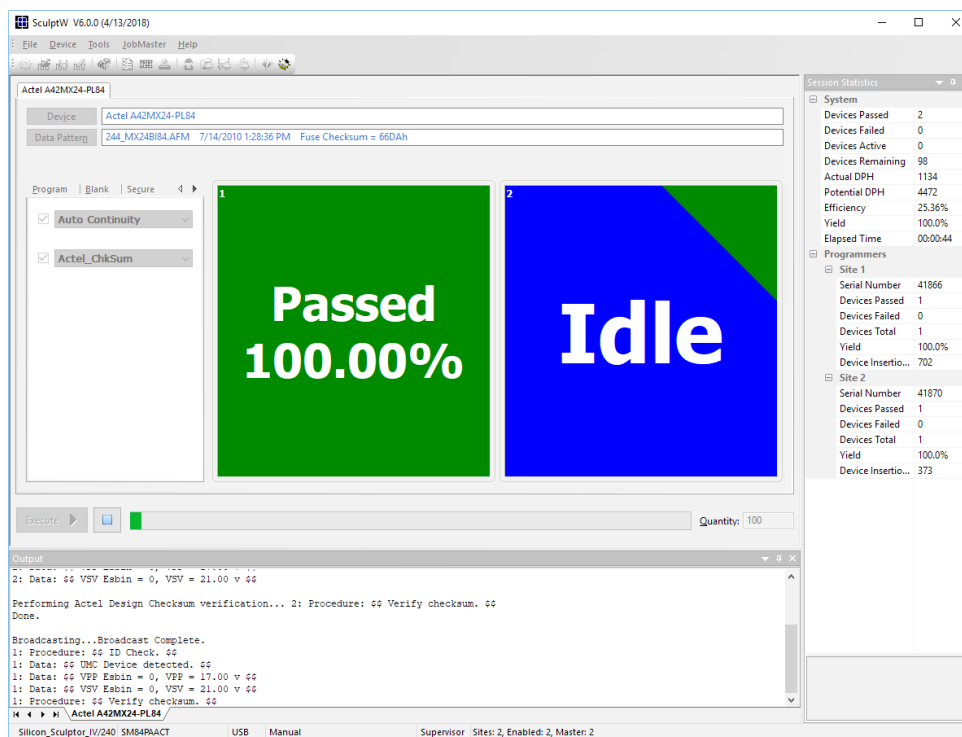 SculptW V6.0.0 (4/13/2018)
File Device Tools JobMaster Help
Actel A42MX24-PL84
Device Actel A42MX24-PL84
Data Pattern 244_MX24BI84.AFM 7/14/2010 1:28:36 PM Fuse Checksum = 66DAh
Program Blank Secure
Auto Continuity
Actel_ChkSum
1
Passed
100.00%
2
Idle
Execute
Quantity: 100
Session Statistics
System
Devices Passed 2
Devices Failed 0
Devices Active 0
Devices Remaining 98
Actual DPH 1134
Potential DPH 4472
Efficiency 25.36%
Yield 100.0%
Elapsed Time 00:00:44
Programmers
Site 1
Serial Number 41866
Devices Passed 1
Devices Failed 0
Devices Total 1
Yield 100.0%
Device Insertio... 702
Site 2
Serial Number 41870
Devices Passed 1
Devices Failed 0
Devices Total 1
Yield 100.0%
Device Insertio... 373
Output
2: Data: $$ VSV Esbin = 0, VSV = 21.00 v $$
Performing Actel Design Checksum verification... 2: Procedure: $$ Verify checksum. $$
Done.
Broadcasting...Broadcast Complete.
1: Procedure: $$ ID Check. $$
1: Data: $$ UMC Device detected. $$
1: Data: $$ VPP Esbin = 0, VPP = 17.00 v $$
1: Data: $$ VSV Esbin = 0, VSV = 21.00 v $$
1: Procedure: $$ Verify checksum. $$
Actel A42MX24-PL84
Silicon_Sculptor_IV/240 SM84PAACT USB Manual Supervisor Sites: 2, Enabled: 2, Master: 2